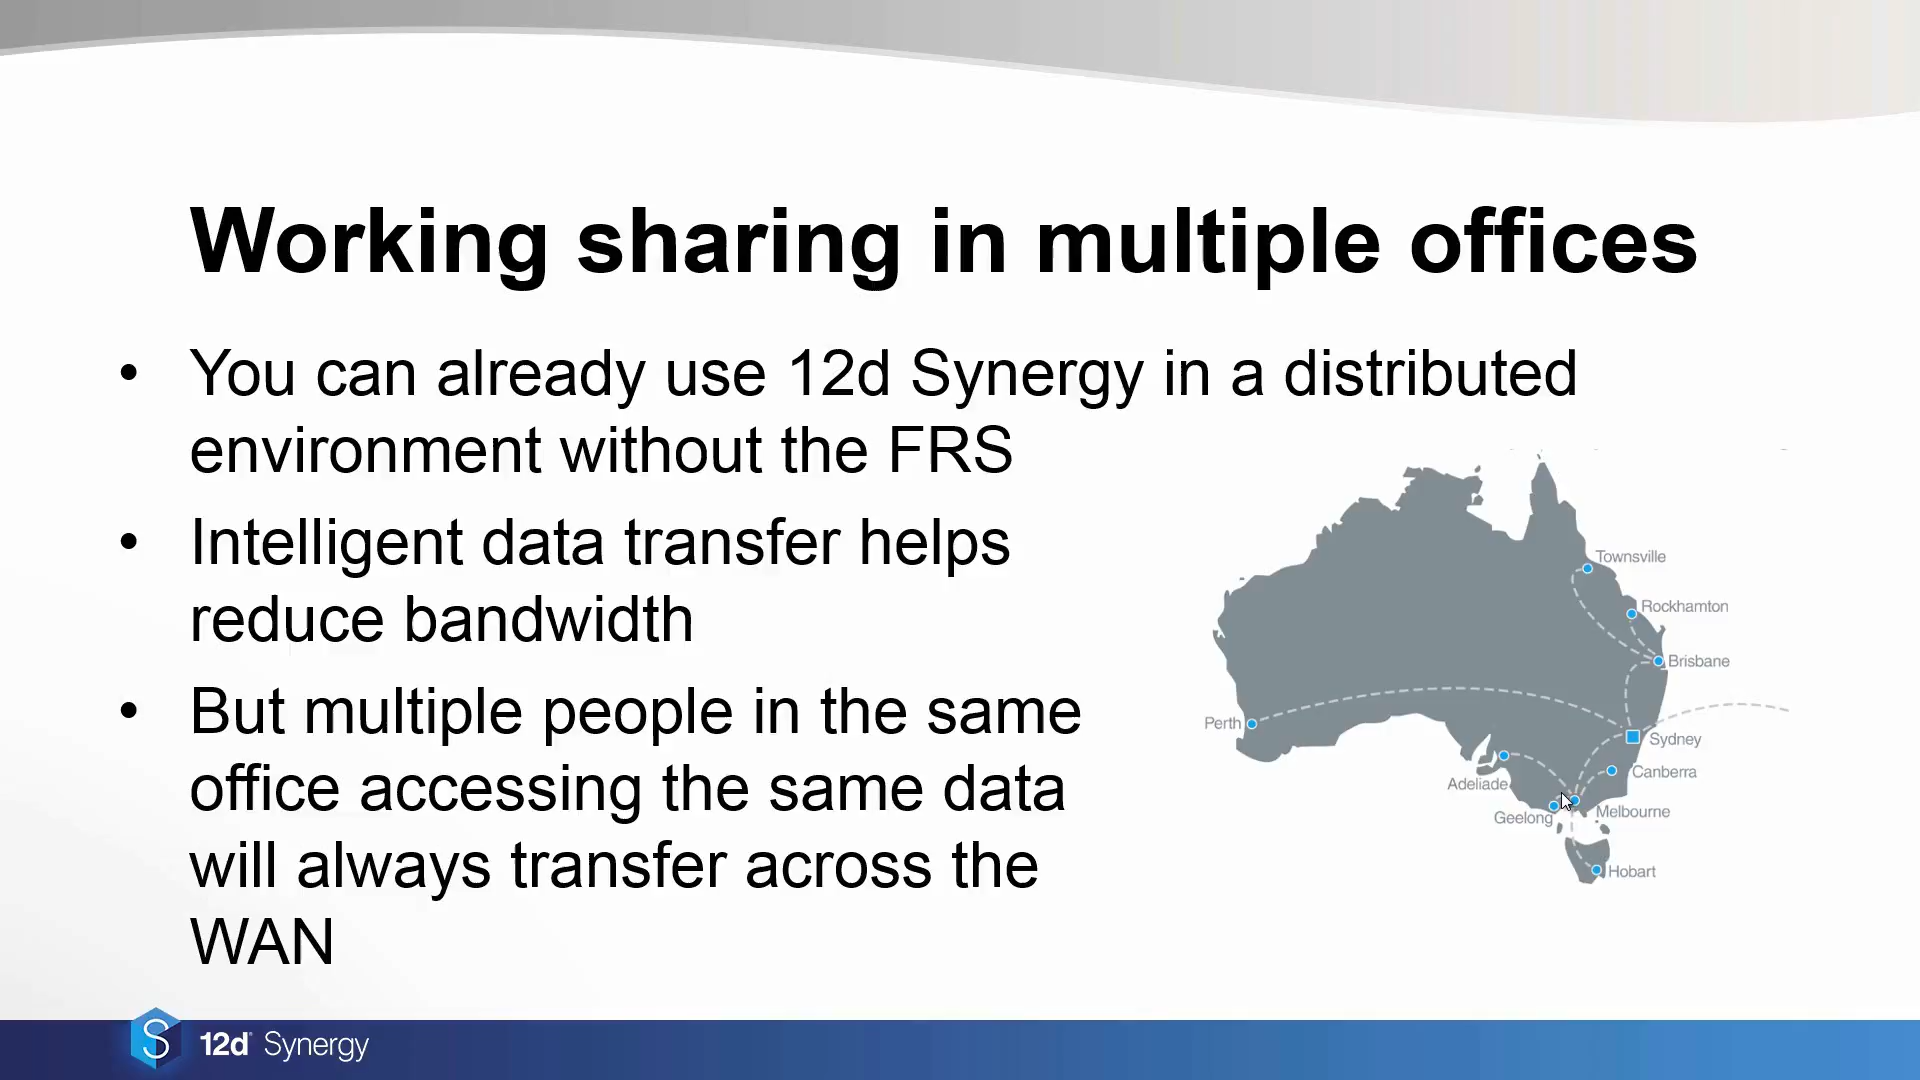 Working sharing in multiple offices
• You can already use 12d Synergy in a distributed
environment without the FRS
• Intelligent data transfer helps
reduce bandwidth
• But multiple people in the same
office accessing the same data
will always transfer across the
WAN
Townsville
Rockhamton
Brisbane
Perth
Sydney
Canberra
Adeliade
Melbourne
Geelong
Hobart
12d Synergy